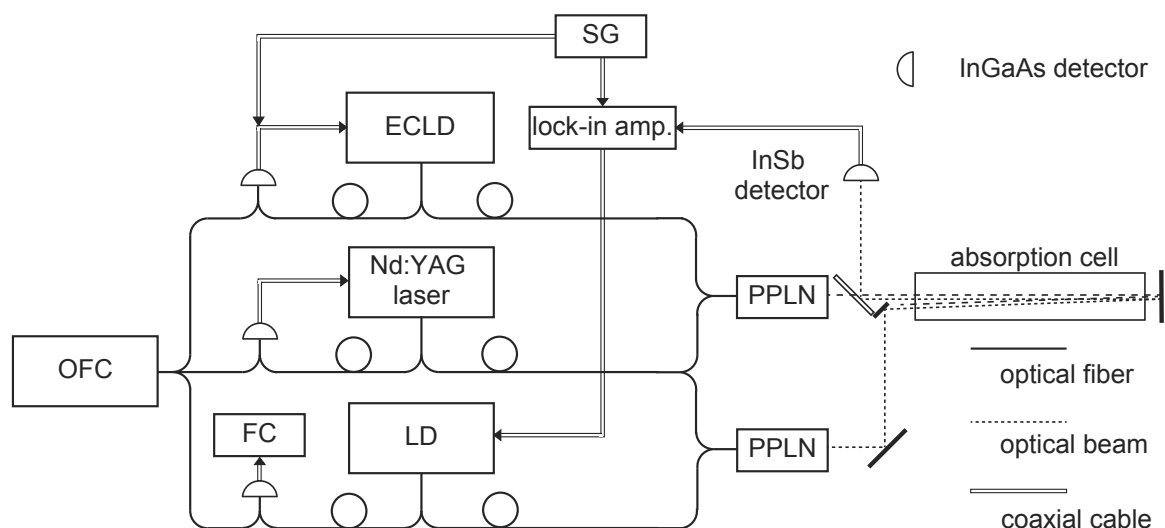 SG
InGaAs detector
ECLD
lock-in amp.
InSb
detector
Nd:YAG
laser
absorption cell
PPLN
OFC
optical fiber
FC
LD
PPLN
optical beam
coaxial cable